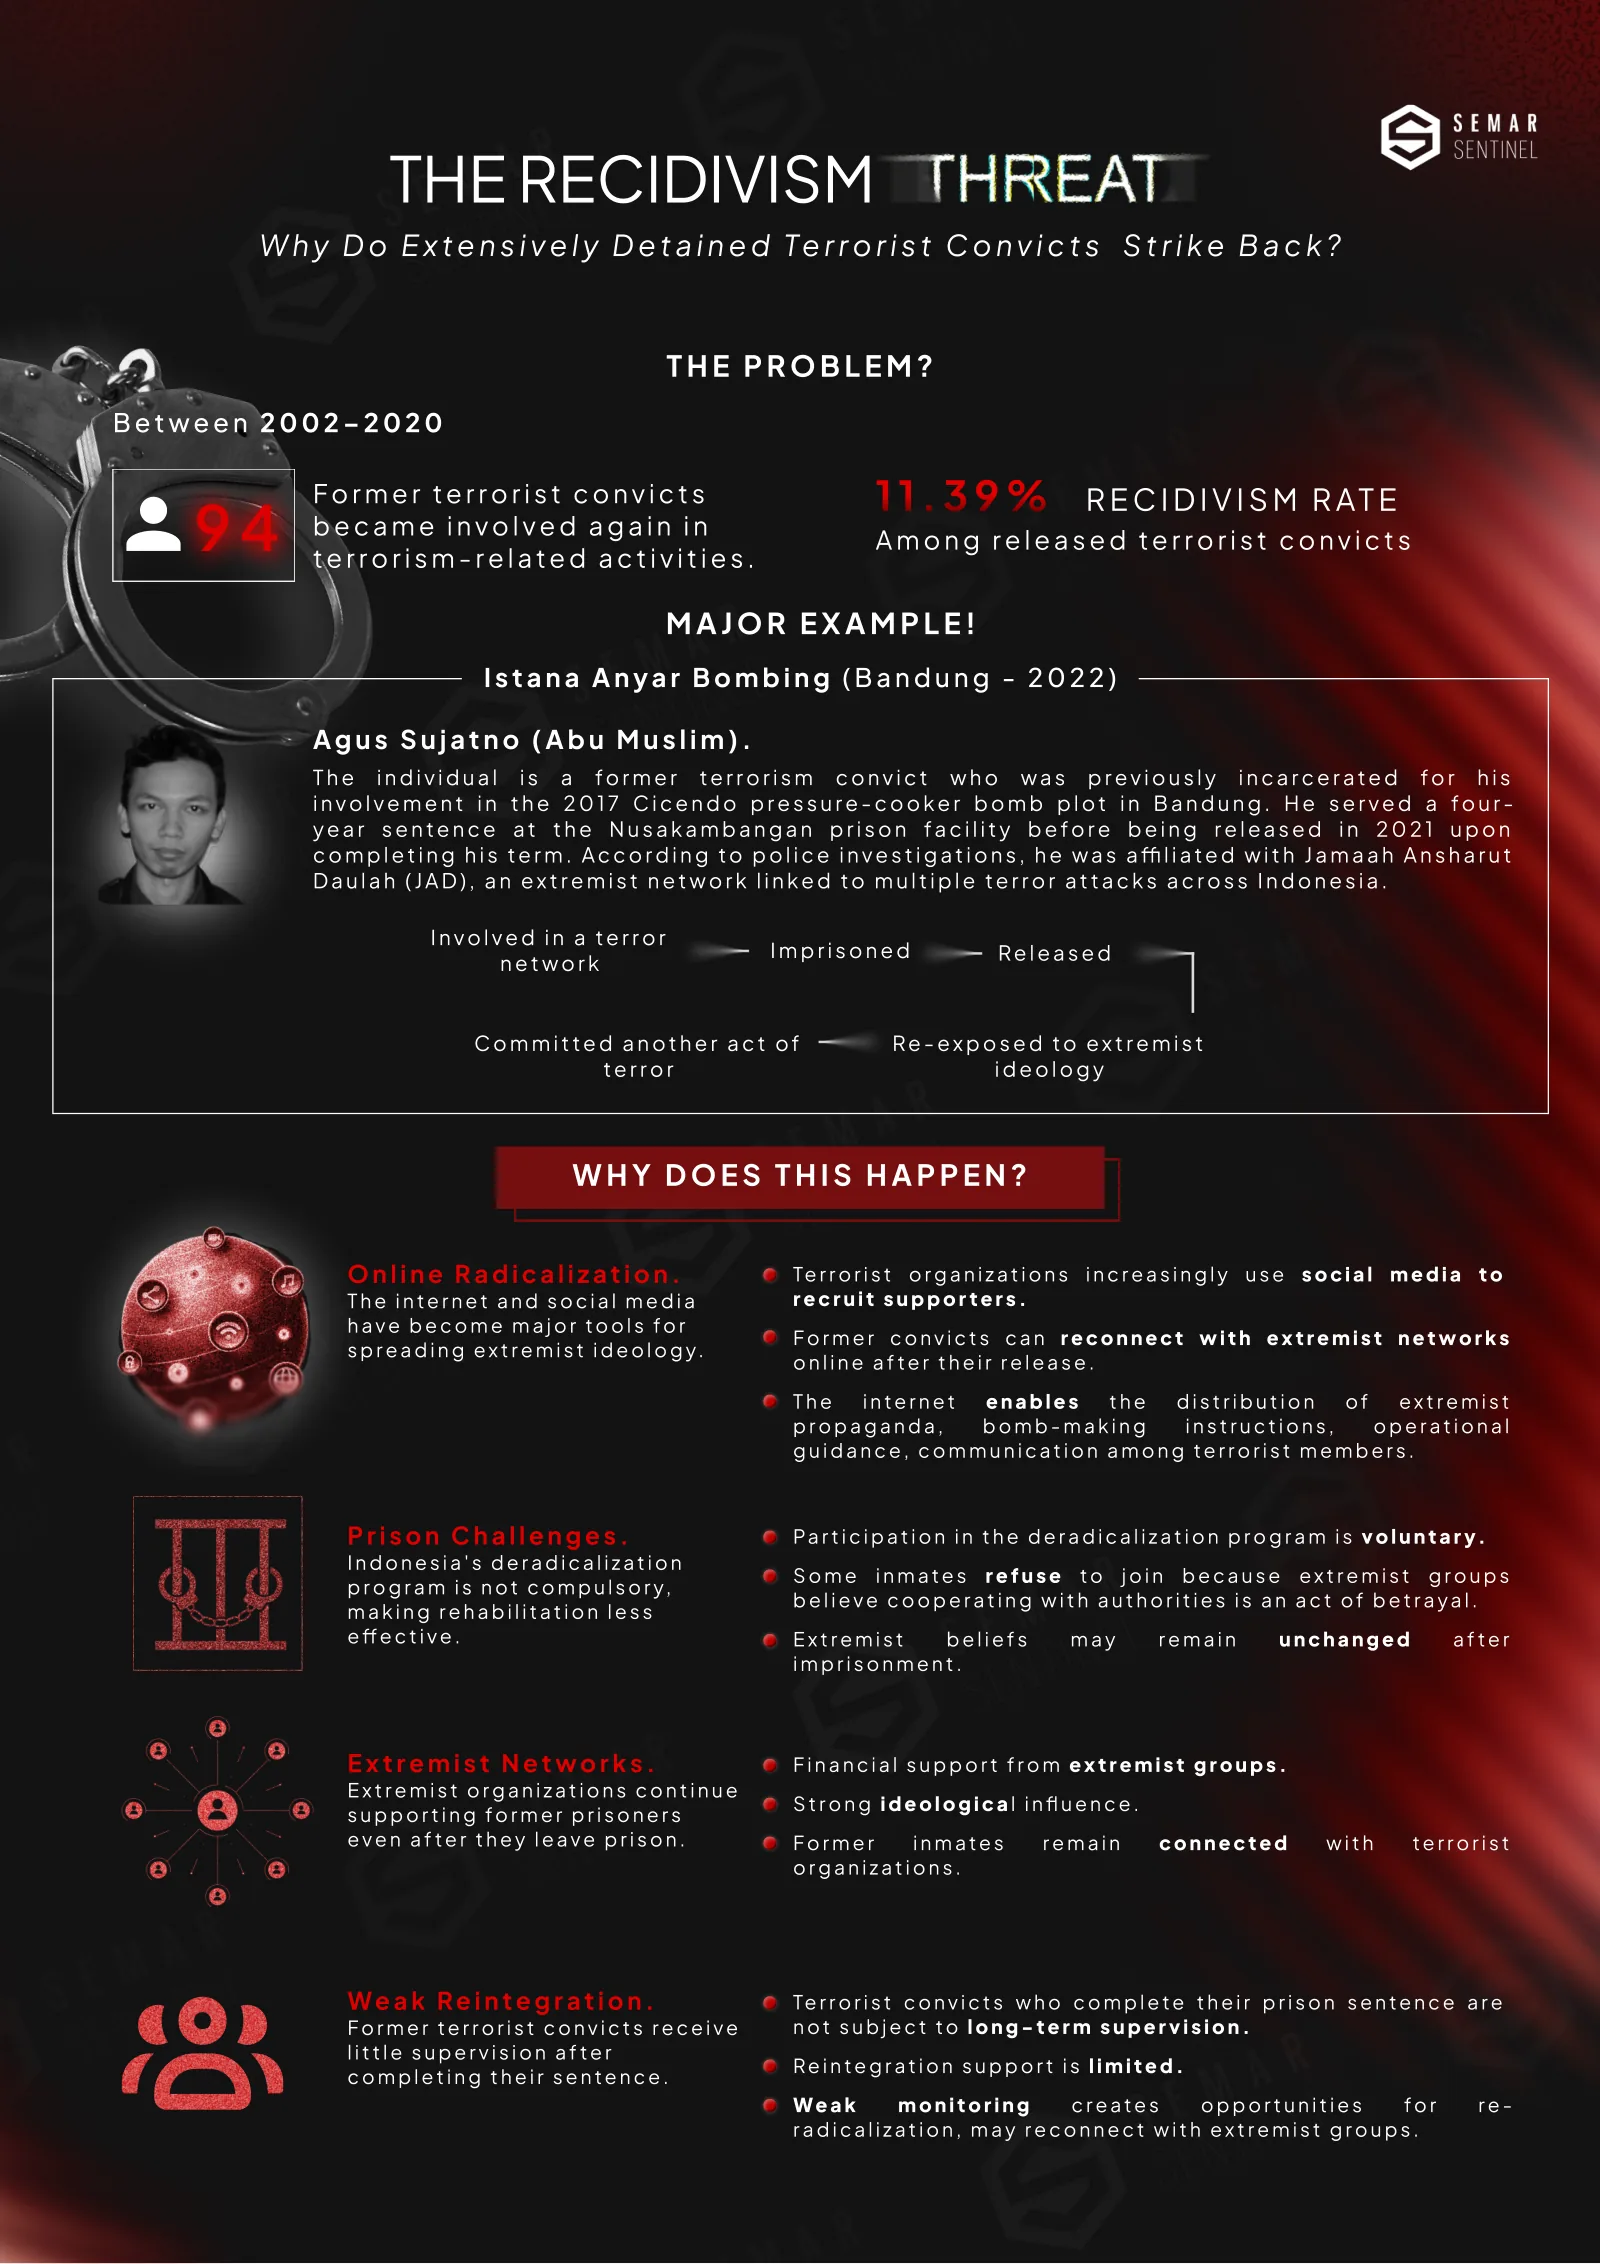 SEMAR
SENTINEL
THE RECIDIVISM THREAT
Why Do Extensively Detained Terrorist Convicts Strike Back?
THE PROBLEM?
Between 2002–2020
94
Former terrorist convicts
became involved again in
terrorism-related activities.
11.39% RECIDIVISM RATE
Among released terrorist convicts
MAJOR EXAMPLE!
Istana Anyar Bombing (Bandung - 2022)
Agus Sujatno (Abu Muslim).
The individual is a former terrorism convict who was previously incarcerated for his
involvement in the 2017 Cicendo pressure-cooker bomb plot in Bandung. He served a four-
year sentence at the Nusakambangan prison facility before being released in 2021 upon
completing his term. According to police investigations, he was affiliated with Jamaah Ansharut
Daulah (JAD), an extremist network linked to multiple terror attacks across Indonesia.
Involved in a terror
network
Imprisoned
Released
Re-exposed to extremist
ideology
Committed another act of
terror
WHY DOES THIS HAPPEN?
Online Radicalization.
The internet and social media
have become major tools for
spreading extremist ideology.
Terrorist organizations increasingly use social media to
recruit supporters.
Former convicts can reconnect with extremist networks
online after their release.
The internet enables the distribution of extremist
propaganda, bomb-making instructions, operational
guidance, communication among terrorist members.
Prison Challenges.
Indonesia's deradicalization
program is not compulsory,
making rehabilitation less
effective.
Participation in the deradicalization program is voluntary.
Some inmates refuse to join because extremist groups
believe cooperating with authorities is an act of betrayal.
Extremist beliefs may remain unchanged after
imprisonment.
Extremist Networks.
Extremist organizations continue
supporting former prisoners
even after they leave prison.
Financial support from extremist groups.
Strong ideological influence.
Former inmates remain connected with terrorist
organizations.
Weak Reintegration.
Former terrorist convicts receive
little supervision after
completing their sentence.
Terrorist convicts who complete their prison sentence are
not subject to long-term supervision.
Reintegration support is limited.
Weak monitoring creates opportunities for re-
radicalization, may reconnect with extremist groups.